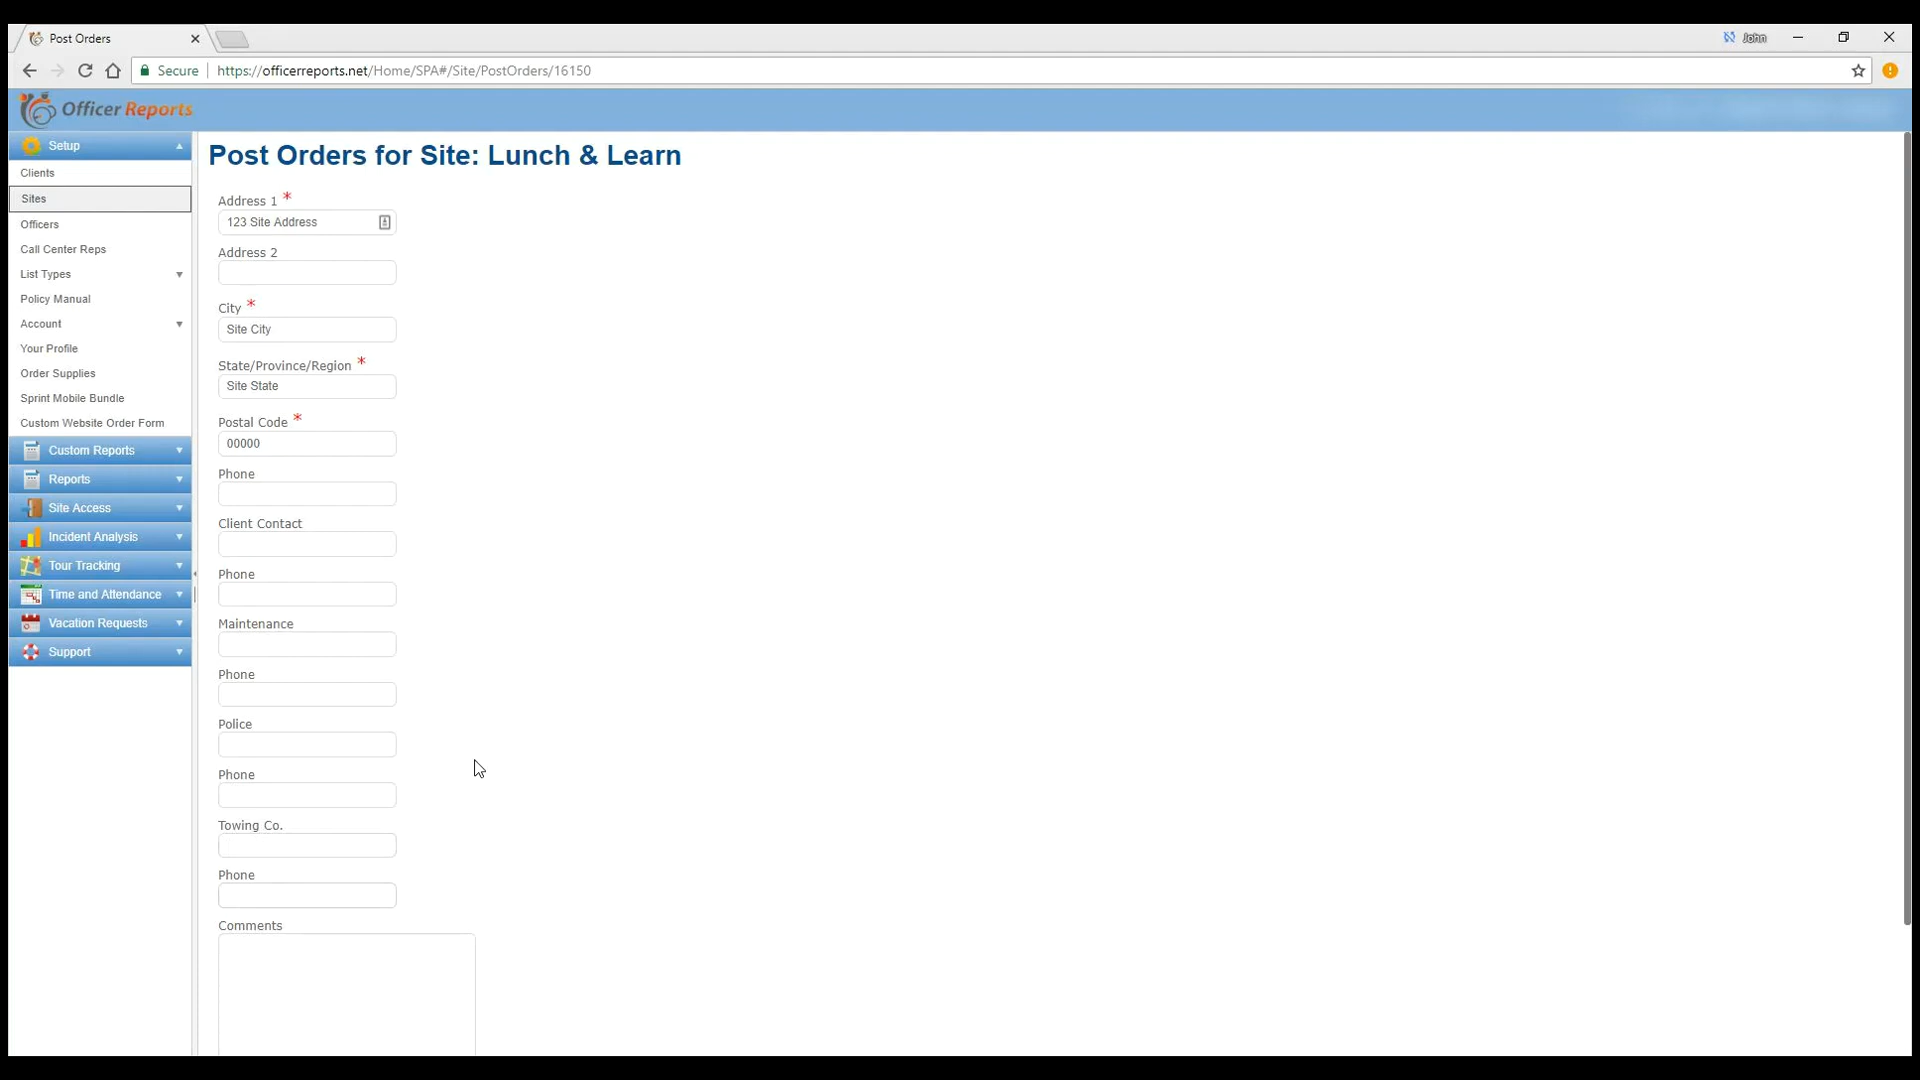 Post Orders
John
Secure
https://officerreports.net/Home/SPA#/Site/PostOrders/16150
Officer Reports
Setup
Clients
Sites
Officers
Call Center Reps
List Types
Policy Manual
Account
Your Profile
Order Supplies
Sprint Mobile Bundle
Custom Website Order Form
Custom Reports
Reports
Site Access
Incident Analysis
Tour Tracking
Time and Attendance
Vacation Requests
Support
Post Orders for Site: Lunch & Learn
Address 1 *
123 Site Address
Address 2
City *
Site City
State/Province/Region *
Site State
Postal Code *
00000
Phone
Client Contact
Phone
Maintenance
Phone
Police
Phone
Towing Co.
Phone
Comments